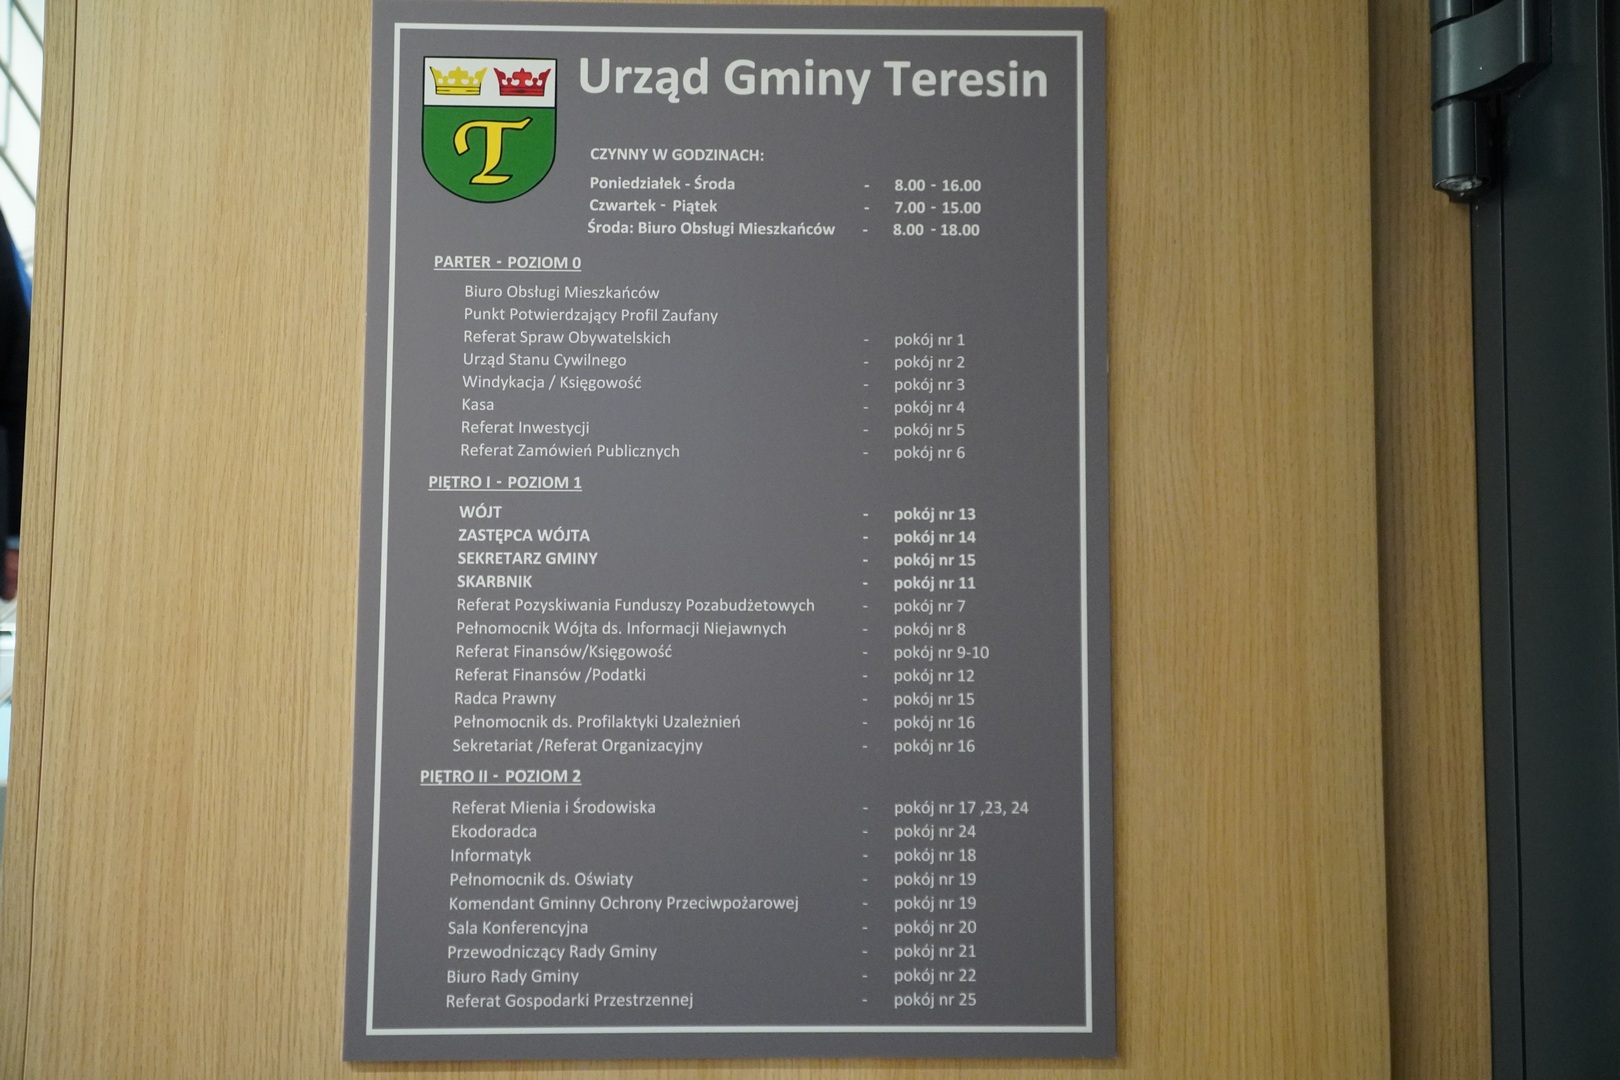 Urząd Gminy Teresin
T
CZYNNY W GODZINACH:
Poniedziałek - Środa - 8.00 - 16.00
Czwartek - Piątek - 7.00 - 15.00
Środa: Biuro Obsługi Mieszkańców - 8.00 - 18.00
PARTER - POZIOM 0
Biuro Obsługi Mieszkańców
Punkt Potwierdzający Profil Zaufany
Referat Spraw Obywatelskich - pokój nr 1
Urząd Stanu Cywilnego - pokój nr 2
Windykacja / Księgowość - pokój nr 3
Kasa - pokój nr 4
Referat Inwestycji - pokój nr 5
Referat Zamówień Publicznych - pokój nr 6
PIĘTRO I - POZIOM 1
WÓJT - pokój nr 13
ZASTĘPCA WÓJTA - pokój nr 14
SEKRETARZ GMINY - pokój nr 15
SKARBNIK - pokój nr 11
Referat Pozyskiwania Funduszy Pozabudżetowych - pokój nr 7
Pełnomocnik Wójta ds. Informacji Niejawnych - pokój nr 8
Referat Finansów/Księgowość - pokój nr 9-10
Referat Finansów /Podatki - pokój nr 12
Radca Prawny - pokój nr 15
Pełnomocnik ds. Profilaktyki Uzależnień - pokój nr 16
Sekretariat /Referat Organizacyjny - pokój nr 16
PIĘTRO II - POZIOM 2
Referat Mienia i Środowiska - pokój nr 17 ,23, 24
Ekodoradca - pokój nr 24
Informatyk - pokój nr 18
Pełnomocnik ds. Oświaty - pokój nr 19
Komendant Gminny Ochrony Przeciwpożarowej - pokój nr 19
Sala Konferencyjna - pokój nr 20
Przewodniczący Rady Gminy - pokój nr 21
Biuro Rady Gminy - pokój nr 22
Referat Gospodarki Przestrzennej - pokój nr 25